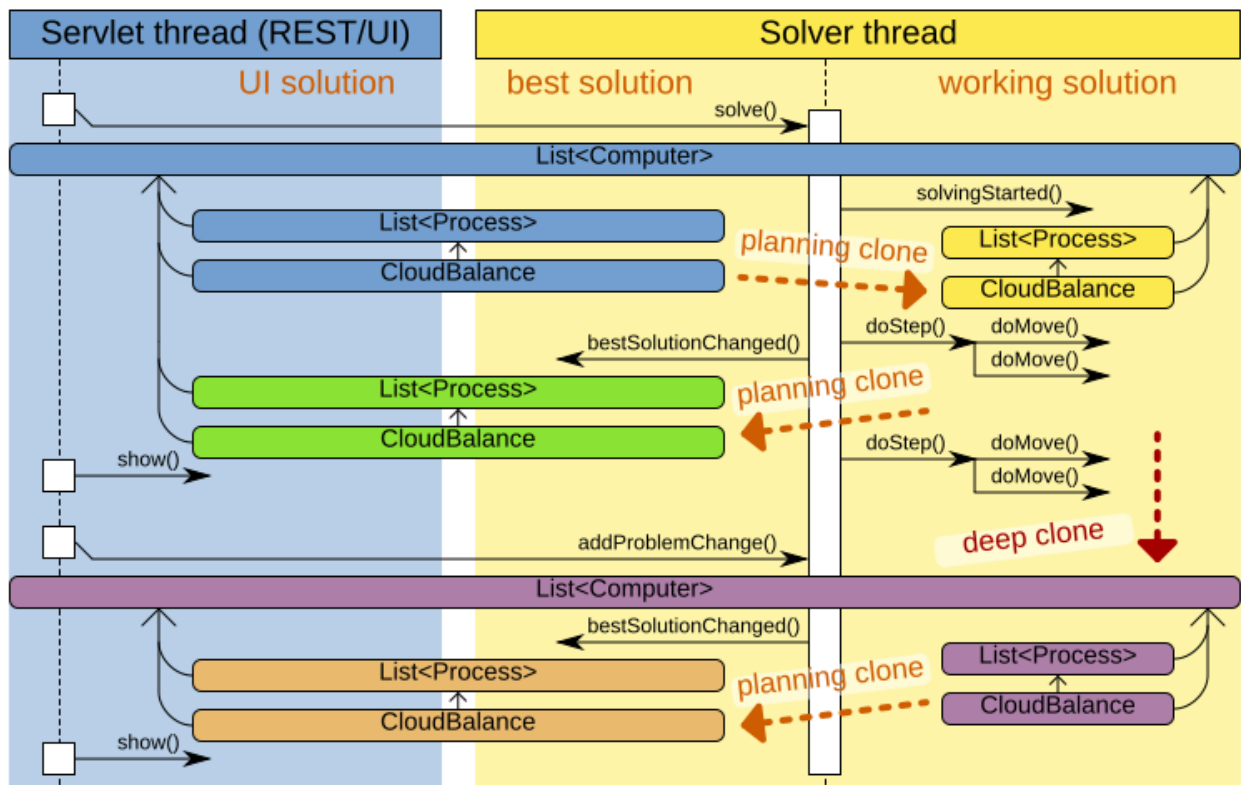 Servlet thread (REST/UI)
Solver thread
UI solution
best solution
working solution
solve()
List<Computer>
solvingStarted()
List<Process>
planning clone
List<Process>
CloudBalance
CloudBalance
doStep()
doMove()
bestSolutionChanged()
doMove()
List<Process>
planning clone
CloudBalance
doStep()
doMove()
show()
doMove()
addProblemChange()
deep clone
List<Computer>
bestSolutionChanged()
List<Process>
List<Process>
planning clone
CloudBalance
CloudBalance
show()